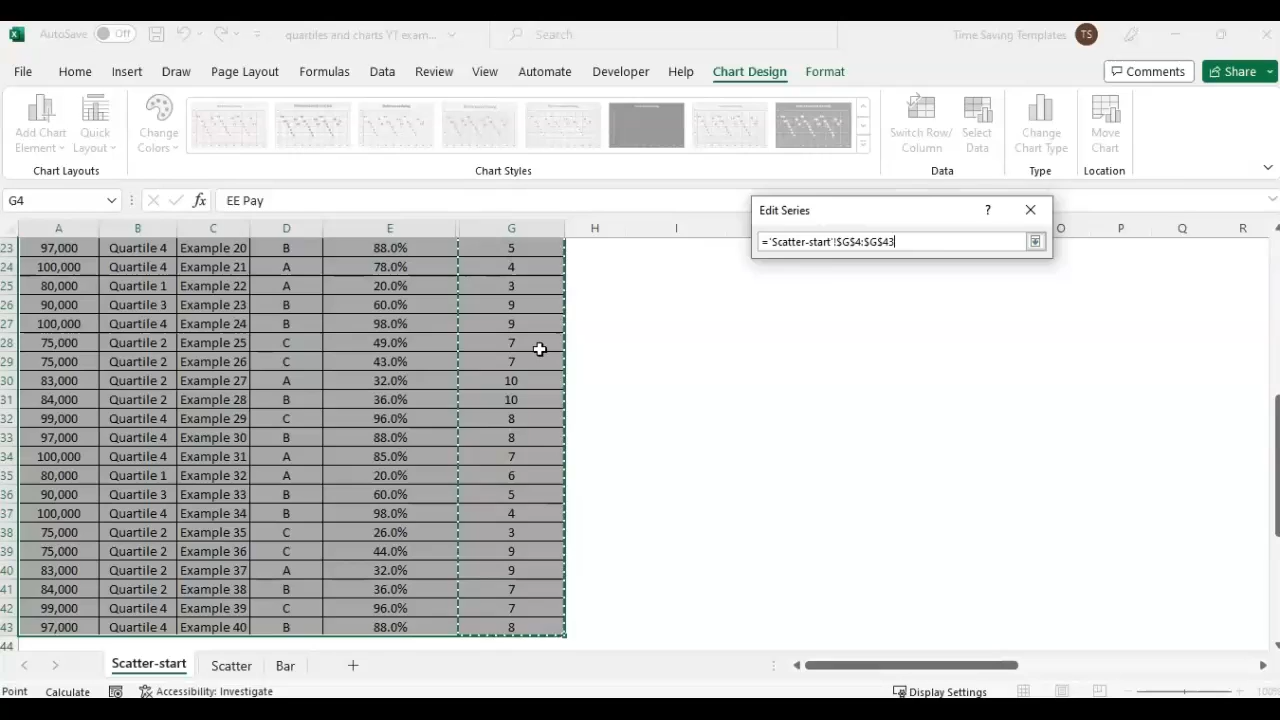 AutoSave Off quartiles and charts YT exam... Search Time Saving Templates TS
File Home Insert Draw Page Layout Formulas Data Review View Automate Developer Help Chart Design Format Comments Share
Add Chart Element Quick Layout Change Colors Switch Row/ Column Select Data Change Chart Type Move Chart
Chart Layouts Chart Styles Data Type Location
G4 fx EE Pay
Edit Series ?
='Scatter-start'!$G$4:$G$43
A B C D E G H I J K L M N O P Q R
23 97,000 Quartile 4 Example 20 B 88.0% 5
24 100,000 Quartile 4 Example 21 A 78.0% 4
25 80,000 Quartile 1 Example 22 A 20.0% 3
26 90,000 Quartile 3 Example 23 B 60.0% 9
27 100,000 Quartile 4 Example 24 B 98.0% 9
28 75,000 Quartile 2 Example 25 C 49.0% 7
29 75,000 Quartile 2 Example 26 C 43.0% 7
30 83,000 Quartile 2 Example 27 A 32.0% 10
31 84,000 Quartile 2 Example 28 B 36.0% 10
32 99,000 Quartile 4 Example 29 C 96.0% 8
33 97,000 Quartile 4 Example 30 B 88.0% 8
34 100,000 Quartile 4 Example 31 A 85.0% 7
35 80,000 Quartile 1 Example 32 A 20.0% 6
36 90,000 Quartile 3 Example 33 B 60.0% 5
37 100,000 Quartile 4 Example 34 B 98.0% 4
38 75,000 Quartile 2 Example 35 C 26.0% 3
39 75,000 Quartile 2 Example 36 C 44.0% 9
40 83,000 Quartile 2 Example 37 A 32.0% 9
41 84,000 Quartile 2 Example 38 B 36.0% 7
42 99,000 Quartile 4 Example 39 C 96.0% 7
43 97,000 Quartile 4 Example 40 B 88.0% 8
44
Scatter-start Scatter Bar
Point Calculate Accessibility: Investigate Display Settings 100%